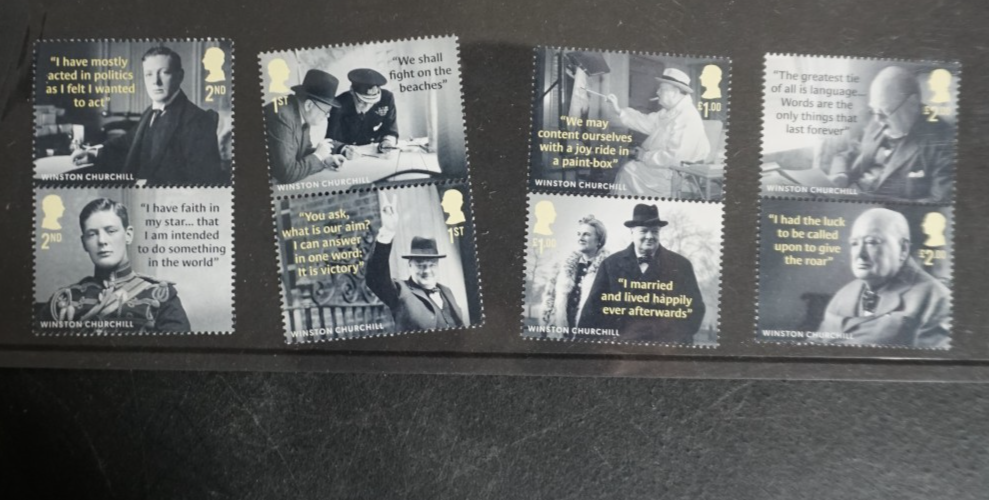 "I have mostly
acted in politics
as I felt I wanted
to act"
2ND
WINSTON CHURCHILL
2ND
"I have faith in
my star... that
I am intended
to do something
in the world"
WINSTON CHURCHILL
1ST
"We shall
fight on the
beaches"
WINSTON CHURCHILL
"You ask,
what is our aim?
I can answer
in one word:
It is victory"
1ST
WINSTON CHURCHILL
£1.00
"We may
content ourselves
with a joy ride in
a paint-box"
WINSTON CHURCHILL
£1.00
"I married
and lived happily
ever afterwards"
WINSTON CHURCHILL
"The greatest tie
of all is language...
Words are the
only things that
last forever"
WINSTON CHURCHILL
"I had the luck
to be called
upon to give
the roar"
WINSTON CHURCHILL